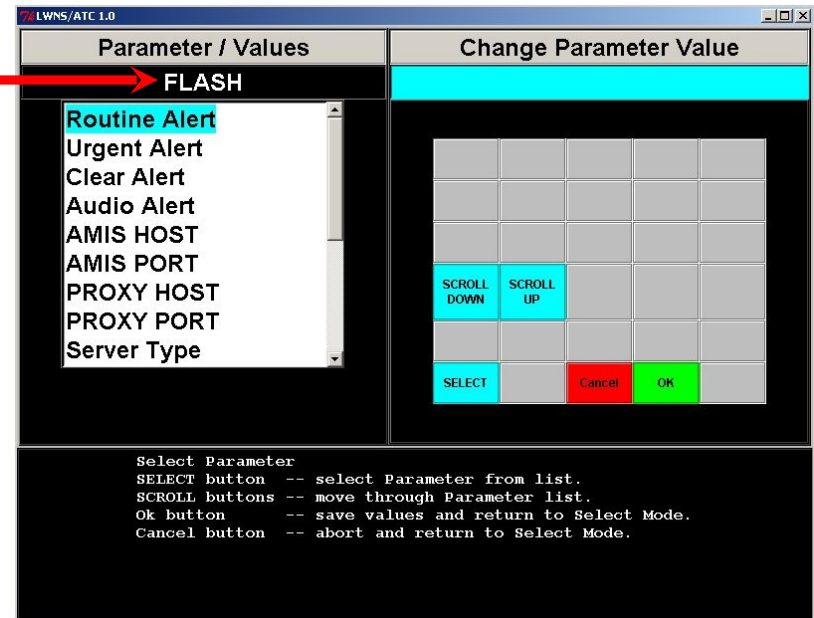 LWNS/ATC 1.0
Parameter / Values
Change Parameter Value
FLASH
Routine Alert
Urgent Alert
Clear Alert
Audio Alert
AMIS HOST
AMIS PORT
PROXY HOST
PROXY PORT
Server Type
SCROLL DOWN
SCROLL UP
SELECT
Cancel
OK
Select Parameter
SELECT button -- select Parameter from list.
SCROLL buttons -- move through Parameter list.
Ok button -- save values and return to Select Mode.
Cancel button -- abort and return to Select Mode.